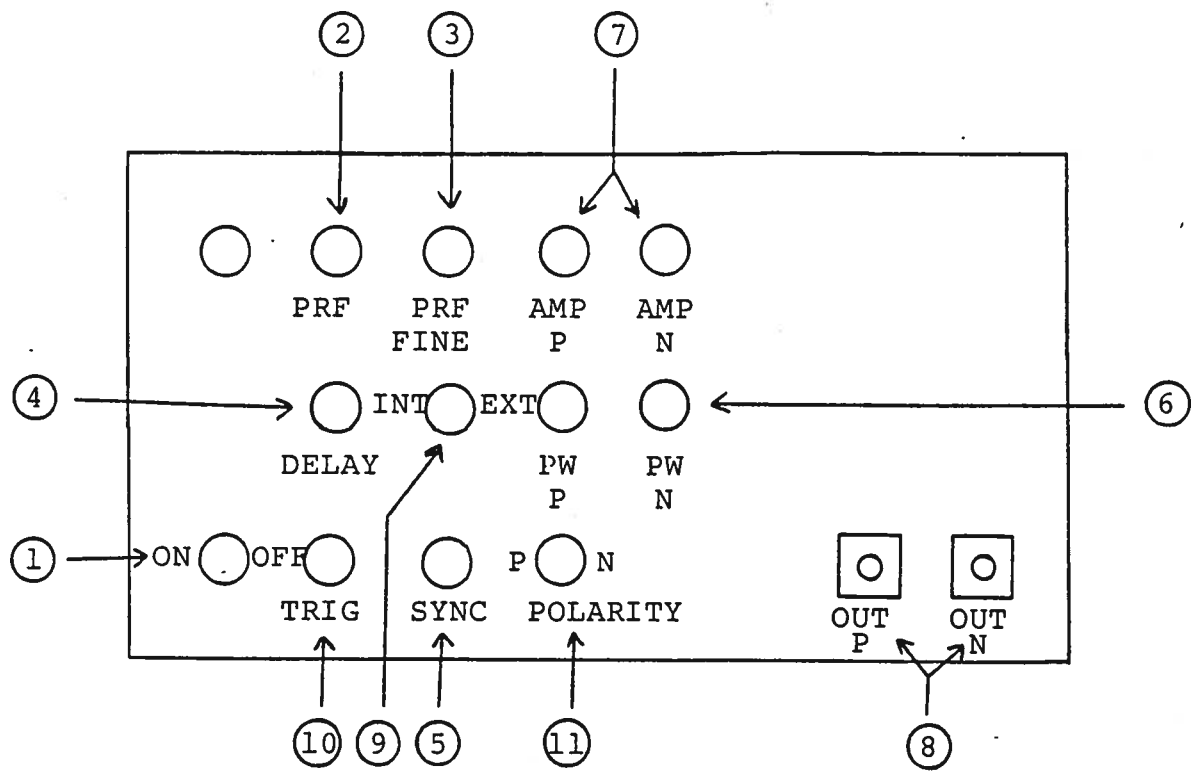 2 3 7
PRF PRF AMP AMP
FINE P N
4 INT EXT 6
DELAY PW PW
P N
1 ON OFF P N
TRIG SYNC POLARITY OUT OUT
P N
10 9 5 11 8